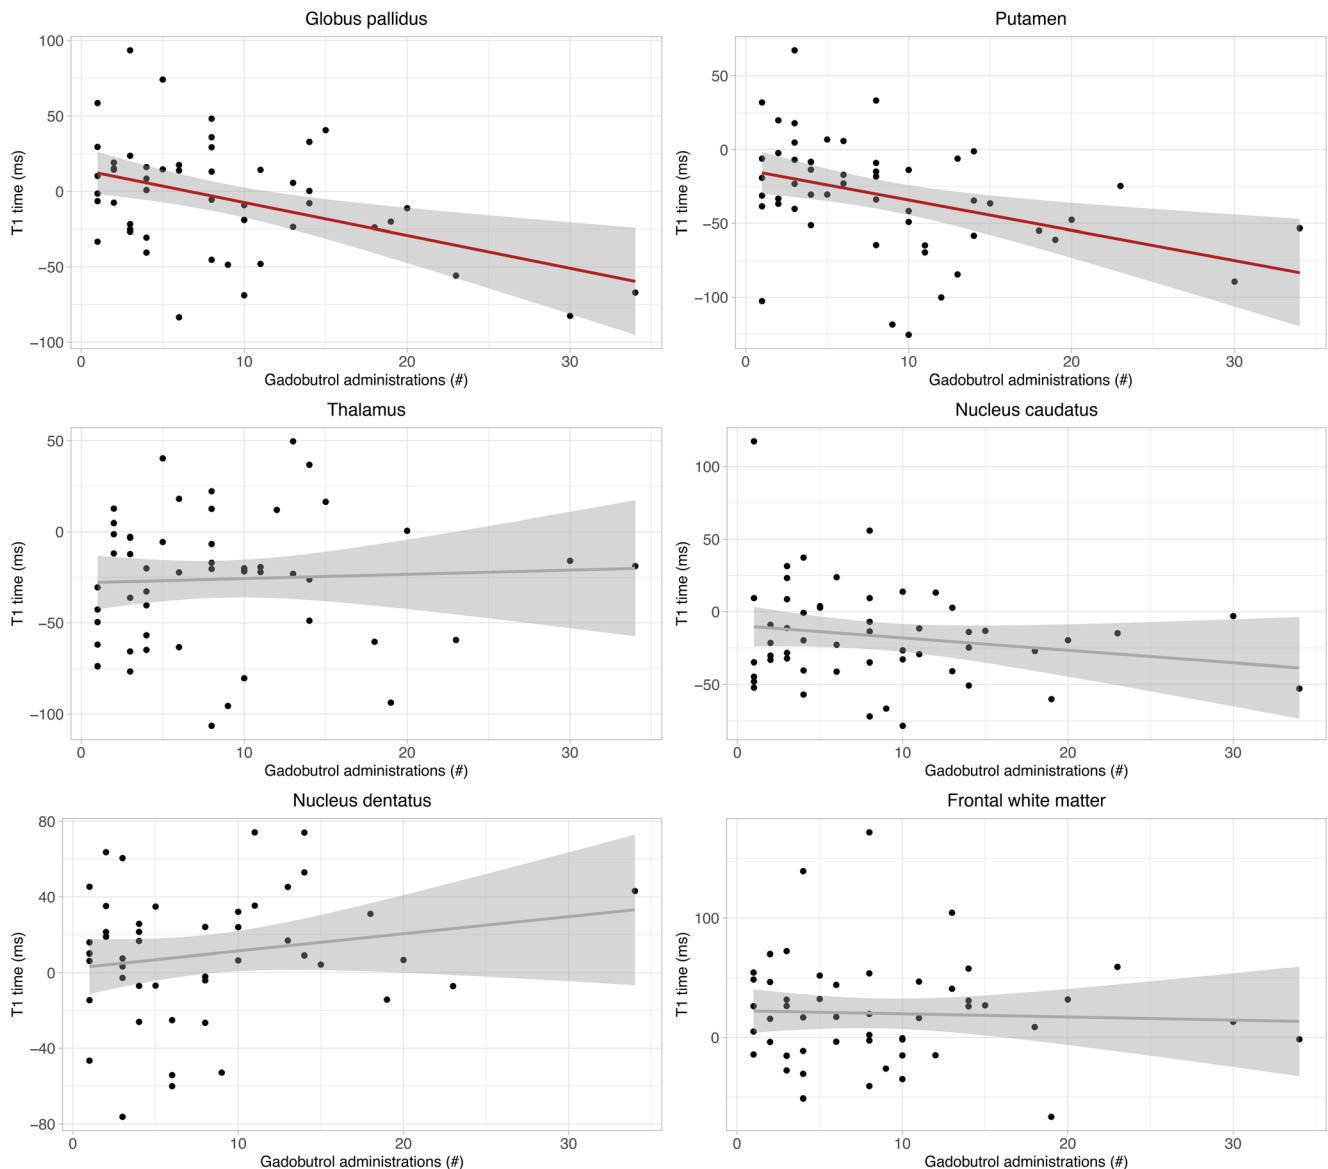 Globus pallidus
100
50
0
−50
−100
T1 time (ms)
0 10 20 30
Gadobutrol administrations (#)
Putamen
50
0
−50
−100
T1 time (ms)
0 10 20 30
Gadobutrol administrations (#)
Thalamus
50
0
−50
−100
T1 time (ms)
0 10 20 30
Gadobutrol administrations (#)
Nucleus caudatus
100
50
0
−50
T1 time (ms)
0 10 20 30
Gadobutrol administrations (#)
Nucleus dentatus
80
40
0
−40
−80
T1 time (ms)
0 10 20 30
Gadobutrol administrations (#)
Frontal white matter
100
0
T1 time (ms)
0 10 20 30
Gadobutrol administrations (#)